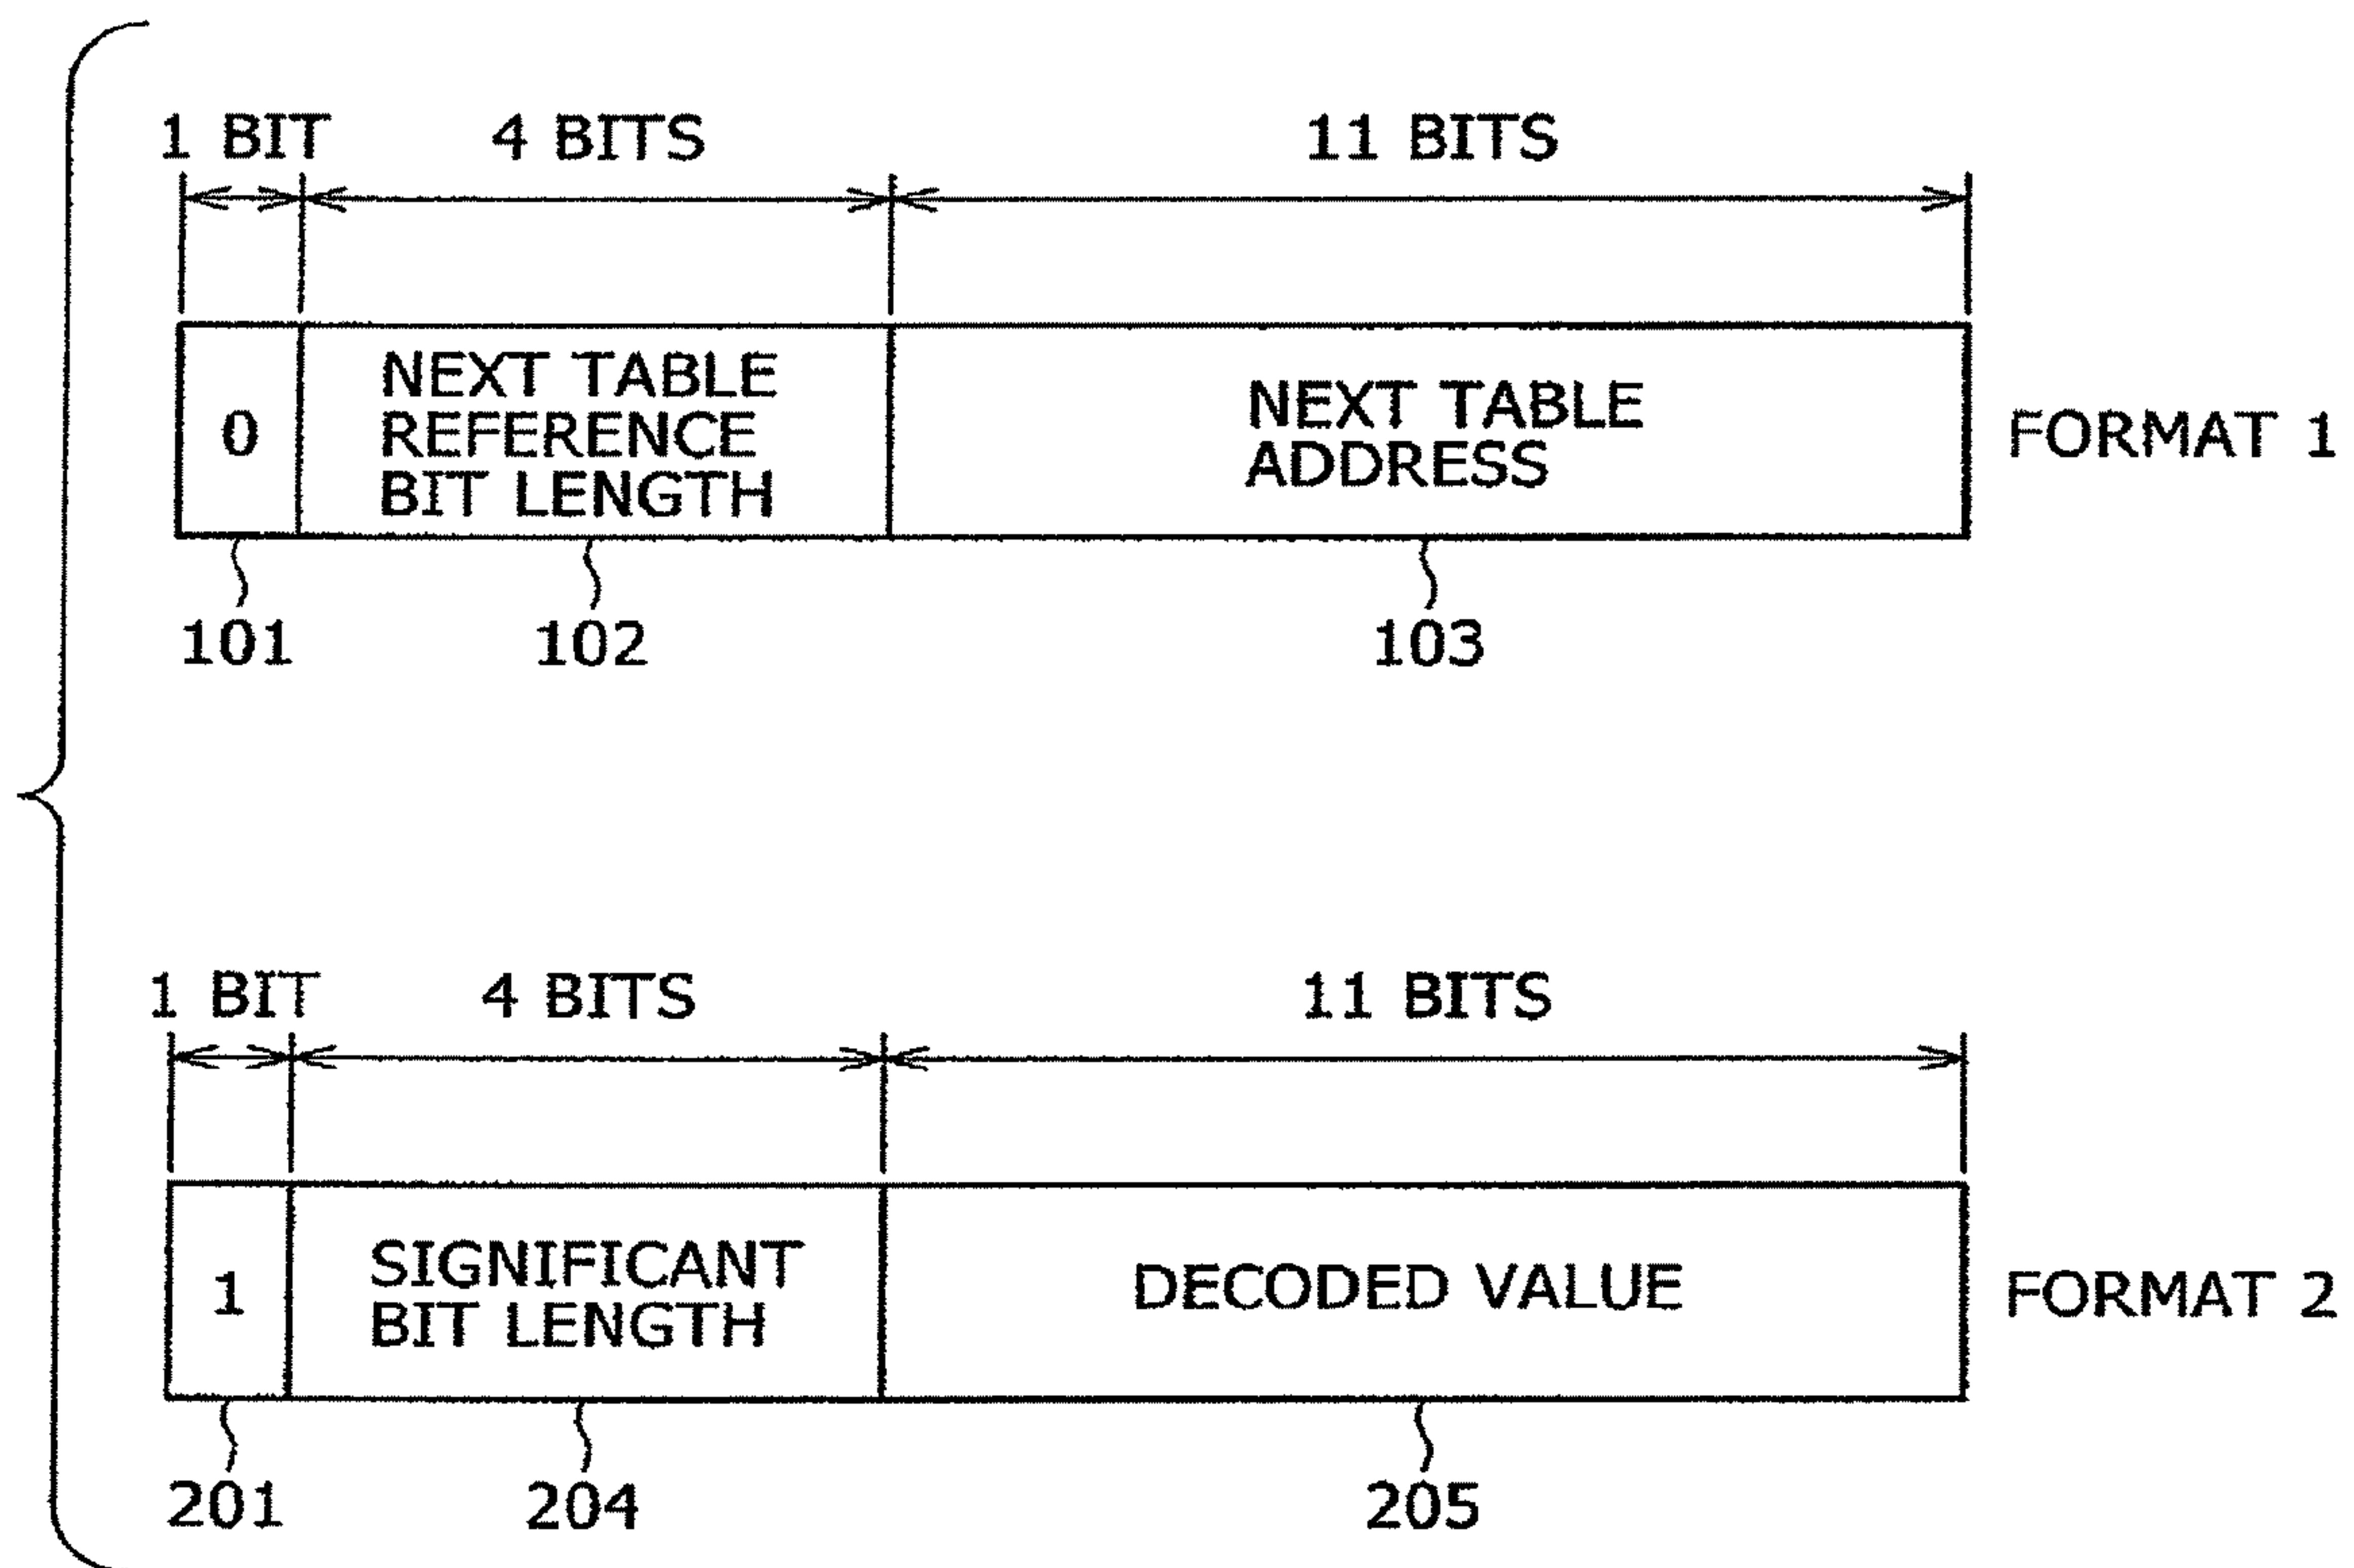 1 BIT 4 BITS 11 BITS
0
NEXT TABLE
REFERENCE
BIT LENGTH
NEXT TABLE
ADDRESS
FORMAT 1
101 102 103
1 BIT 4 BITS 11 BITS
1
SIGNIFICANT
BIT LENGTH
DECODED VALUE
FORMAT 2
201 204 205